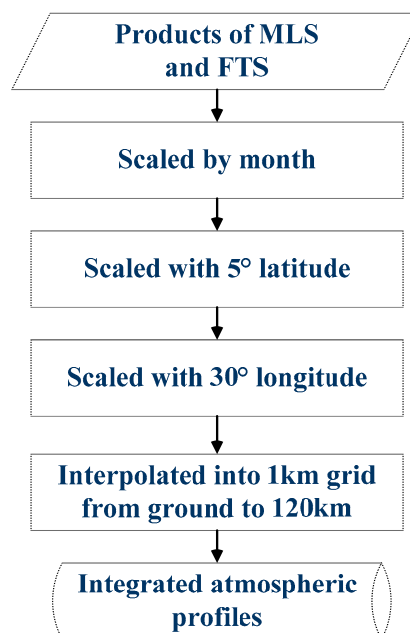 Products of MLS
and FTS
Scaled by month
Scaled with 5° latitude
Scaled with 30° longitude
Interpolated into 1km grid
from ground to 120km
Integrated atmospheric
profiles